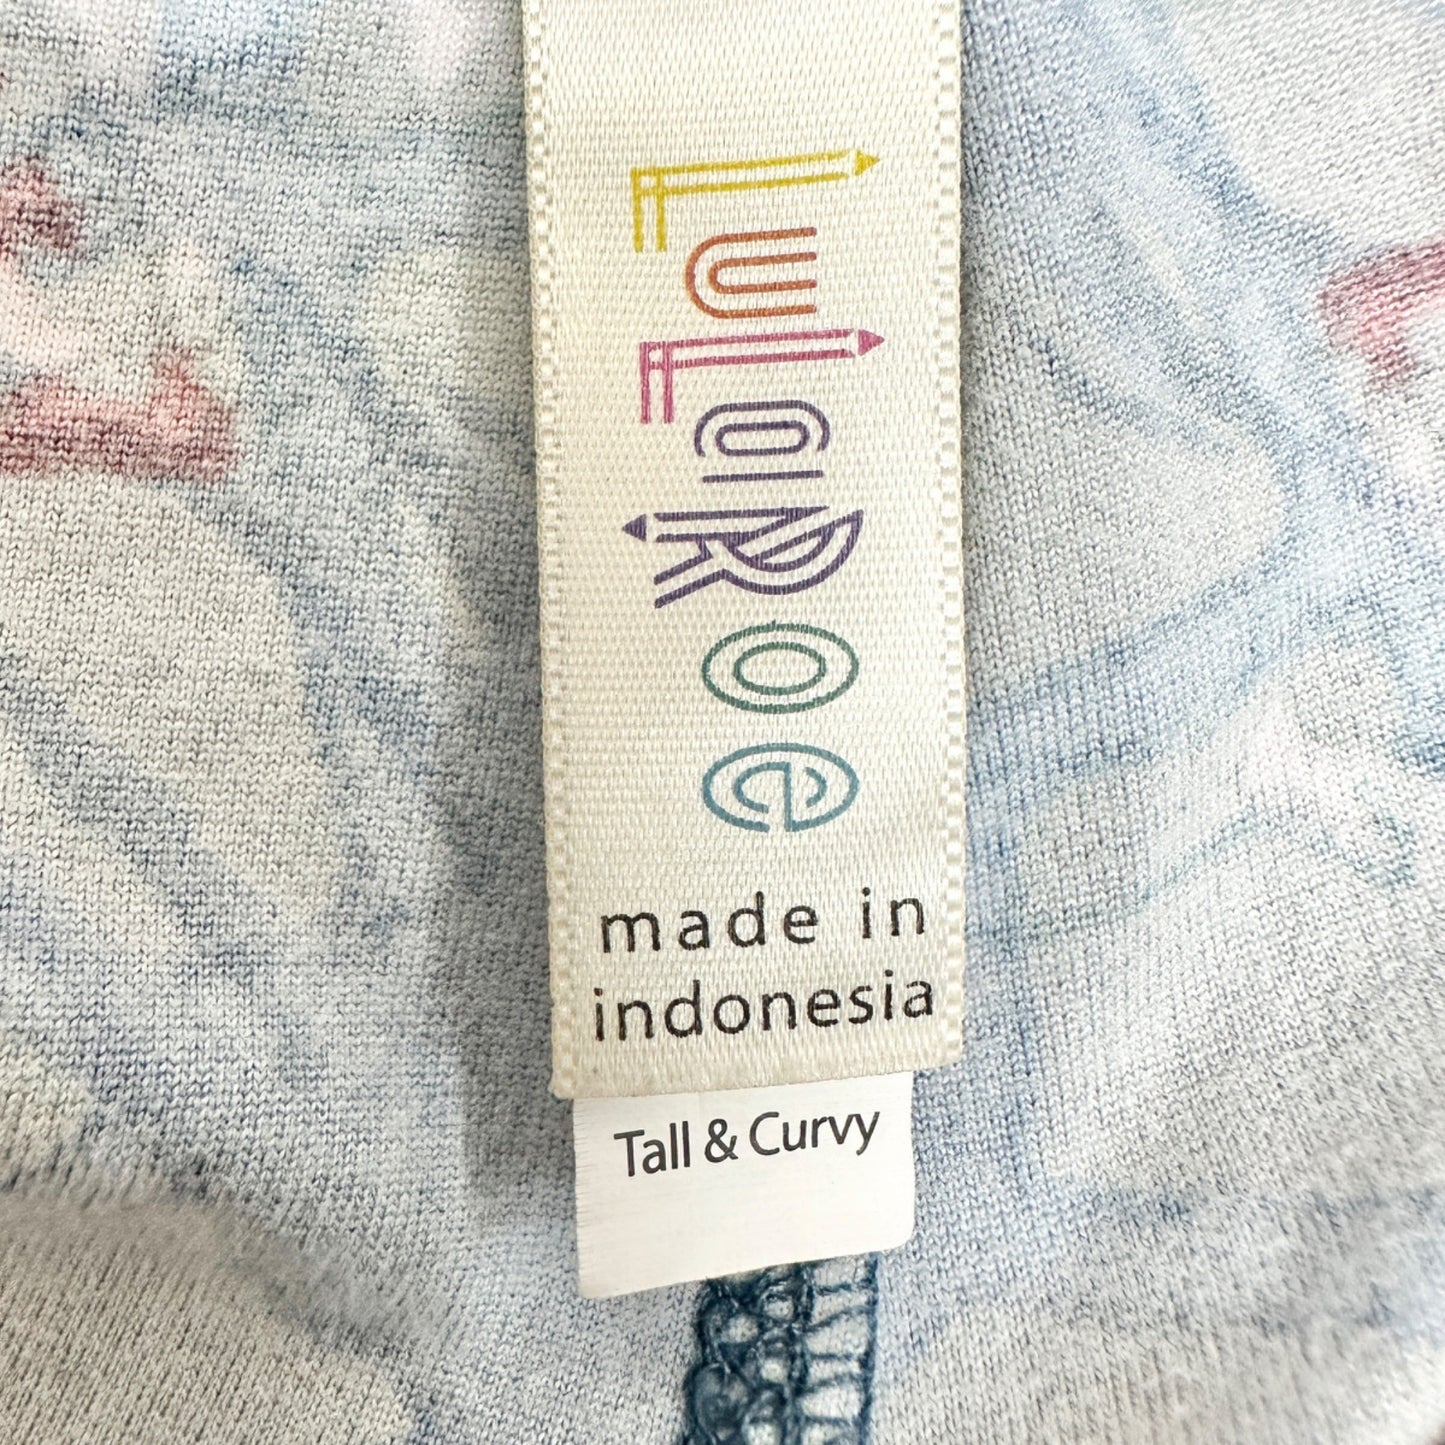 LuLaRoe
made in
indonesia
Tall & Curvy